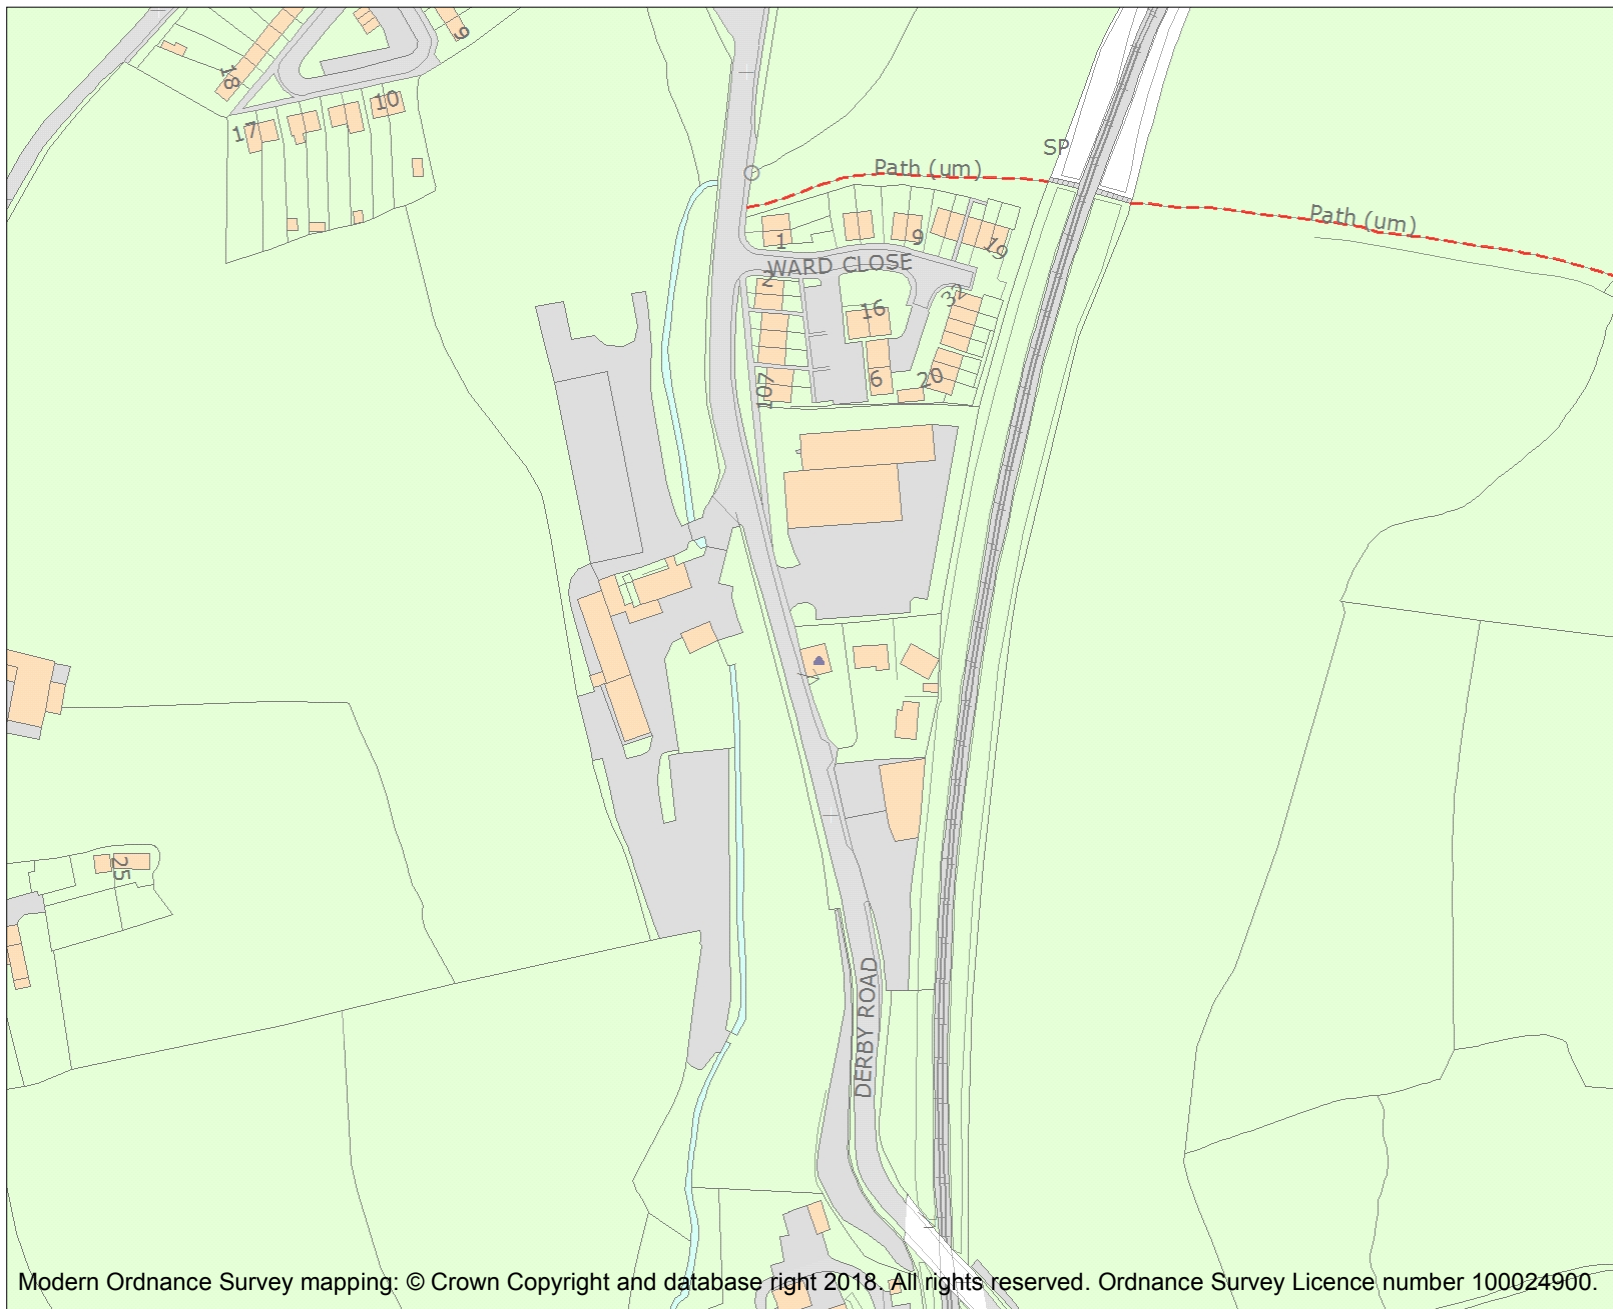 9
18
10
17
SP
Path (um)
Path (um)
1
9
19
WARD CLOSE
2
32
16
107
6
20
7
25
DERBY ROAD
Modern Ordnance Survey mapping: © Crown Copyright and database right 2018. All rights reserved. Ordnance Survey Licence number 100024900.